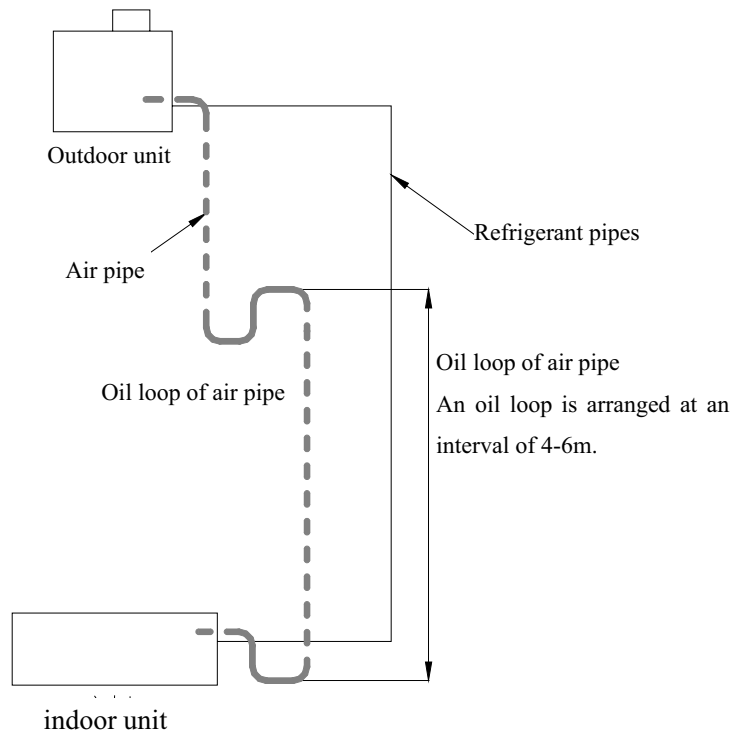 Outdoor unit
Refrigerant pipes
Air pipe
Oil loop of air pipe
An oil loop is arranged at an
interval of 4-6m.
Oil loop of air pipe
indoor unit